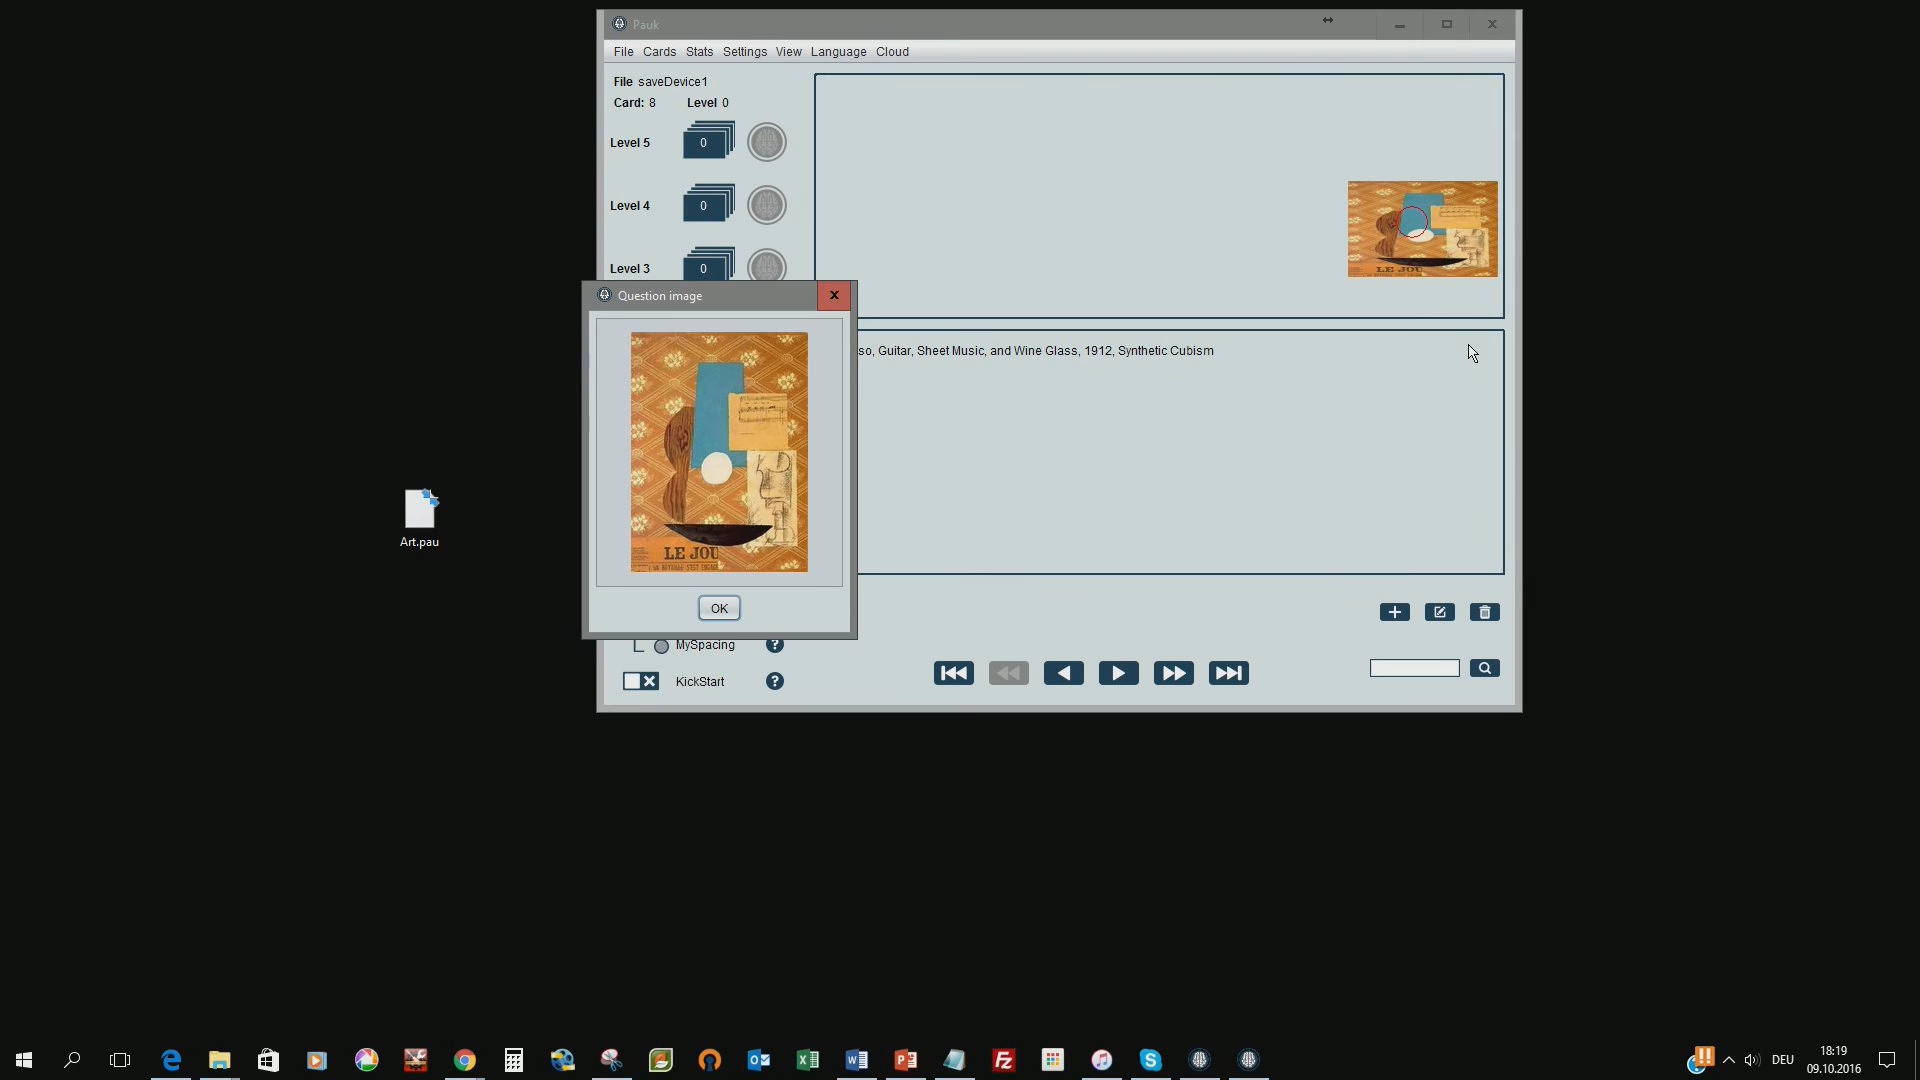 Pauk
File Cards Stats Settings View Language Cloud
File saveDevice1
Card: 8 Level 0
Level 5 0
Level 4 0
Level 3 0
Question image
so, Guitar, Sheet Music, and Wine Glass, 1912, Synthetic Cubism
LE JOU
LE JOU
OK
Art.pau
MySpacing ?
KickStart ?
DEU
18:19
09.10.2016